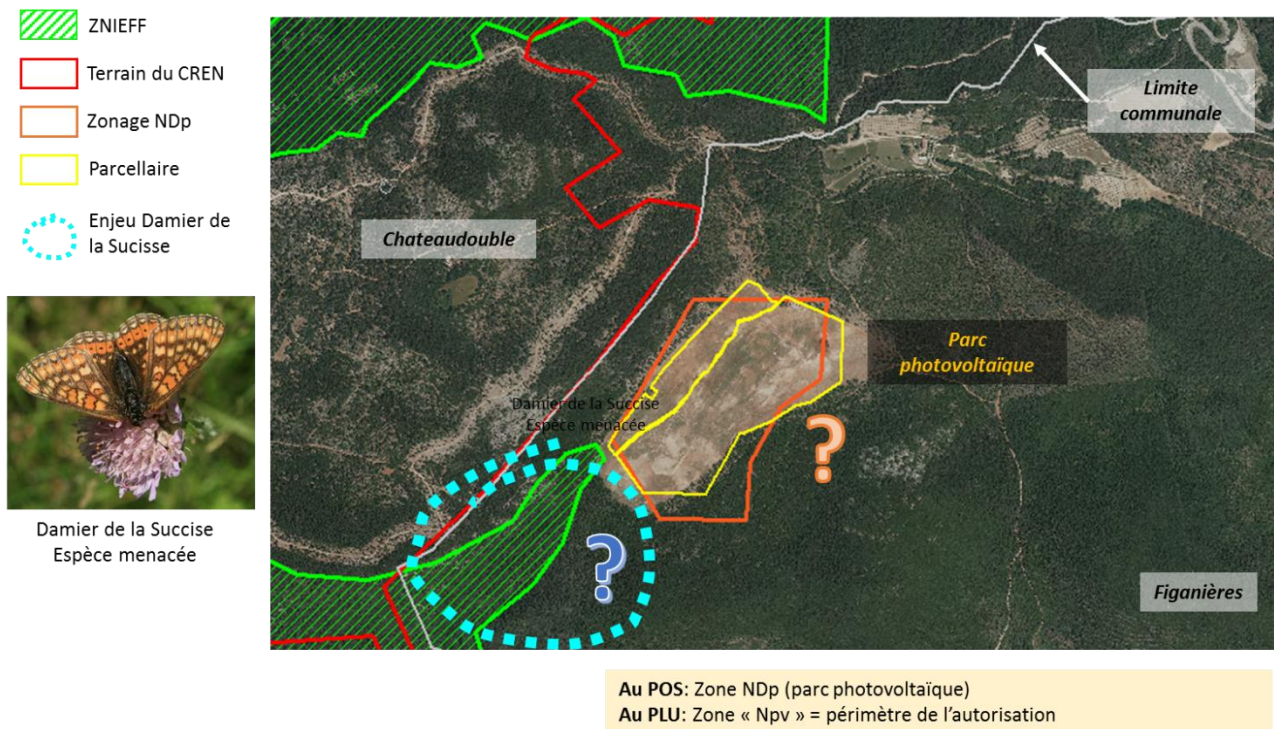 ZNIEFF
Terrain du CREN
Zonage NDp
Parcellaire
Enjeu Damier de
la Sucisse
Damier de la Succise
Espèce menacée
Limite
communale
Chateaudouble
Parc
photovoltaïque
Damier de la Succise
Espèce menacée
?
?
Figanières
Au POS: Zone NDp (parc photovoltaïque)
Au PLU: Zone « Npv » = périmètre de l’autorisation